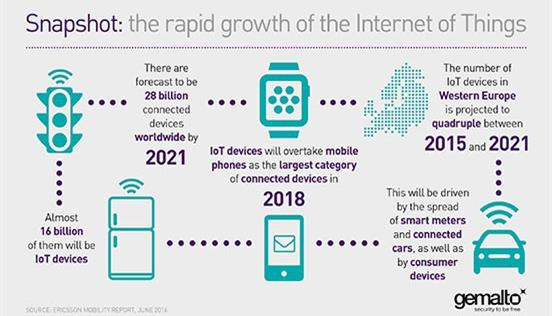 Snapshot: the rapid growth of the Internet of Things
There are
forecast to be
28 billion
connected
devices
worldwide by
2021
IoT devices will overtake mobile
phones as the largest category
of connected devices in
2018
The number of
IoT devices in
Western Europe
is projected to
quadruple between
2015 and 2021
Almost
16 billion
of them will be
IoT devices
This will be driven
by the spread
of smart meters
and connected
cars, as well as
by consumer
devices
SOURCE: ERICSSON MOBILITY REPORT, JUNE 2016
gemalto
security to be free